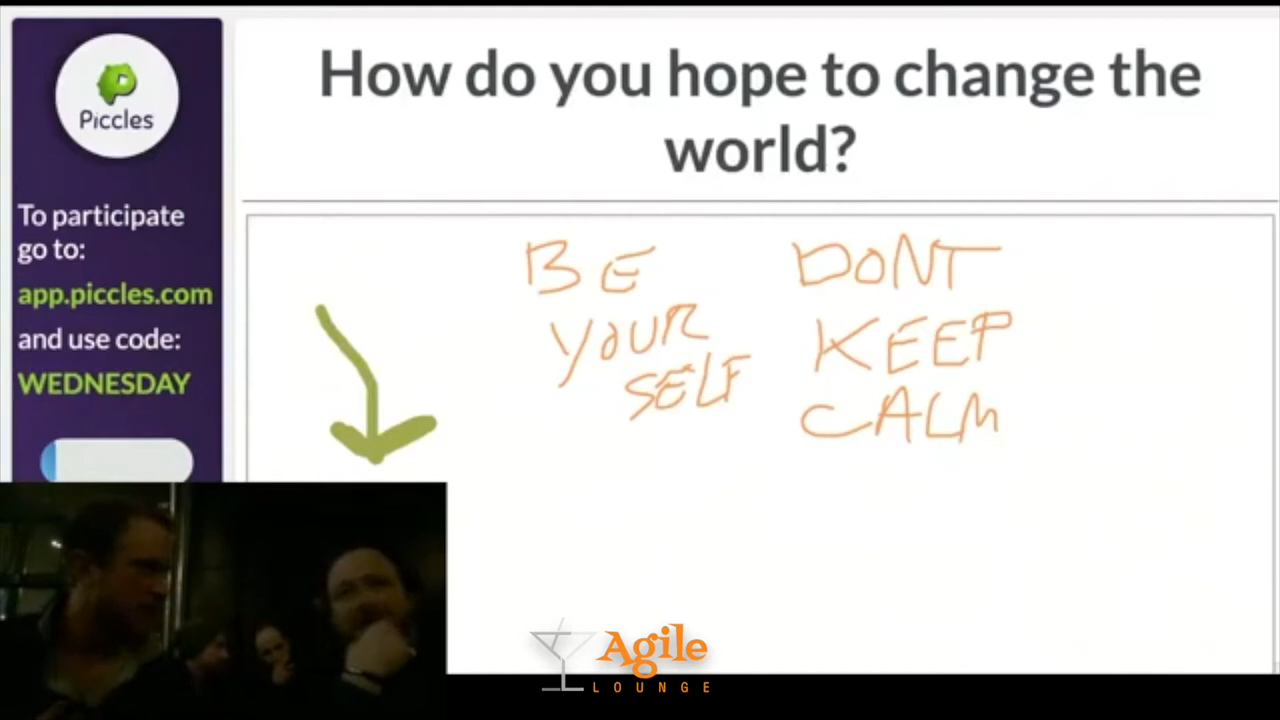 Piccles
To participate
go to:
app.piccles.com
and use code:
WEDNESDAY
How do you hope to change the
world?
BE
YOUR
SELF
DONT
KEEP
CALM
Agile
LOUNGE